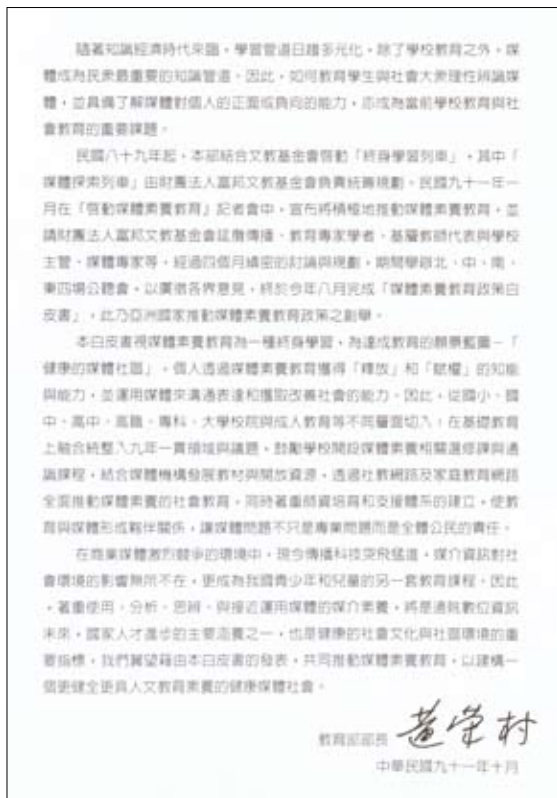 隨著知識經濟時代來臨，學習管道日趨多元化，除了學校教育之外，媒
體成為民眾最重要的知識管道。因此，如何教育學生與社會大眾理性辨識媒
體，並具備了解媒體對個人的正面或負向的能力，亦成為當前學校教育與社
會教育的重要課題。
民國八十九年起，本部結合文教基金會啓動「終身學習列車」，其中「
媒體探索列車」由財團法人富邦文教基金會負責統籌規劃。民國九十一年一
月在「啓動媒體素養教育」記者會中，宣布將積極地推動媒體素養教育，並
請財團法人富邦文教基金會延攬傳播、教育專家學者、基層教師代表與學校
主管、媒體專家等，經過四個月縝密的討論與規劃，期間舉辦北、中、南、
東四場公聽會，以廣徵各界意見，終於今年八月完成「媒體素養教育政策白
皮書」，此乃亞洲國家推動媒體素養教育政策之創舉。
本白皮書視媒體素養教育為一種終身學習，為達成教育的願景藍圖－「
健康的媒體社區」，個人透過媒體素養教育獲得「釋放」和「賦權」的知能
與能力，並運用媒體來溝通表達和獲取改善社會的能力。因此，從國小、國
中、高中、高職、專科、大學校院與成人教育等不同層面切入；在基礎教育
上融合統整入九年一貫領域與議題，鼓勵學校開設媒體素養相關選修課與通
識課程，結合媒體機構發展教材與開放資源，透過社教網路及家庭教育網路
全面推動媒體素養的社會教育。同時著重師資培育和支援體系的建立，使教
育與媒體形成夥伴關係，讓媒體問題不只是專業問題而是全體公民的責任。
在商業媒體激烈競爭的環境中，現今傳播科技突飛猛進，媒介資訊對社
會環境的影響無所不在，更成為我國青少年和兒童的另一套教育課程。因此
，著重使用、分析、思辨、與接近運用媒體的媒介素養，將是通往數位資訊
未來，國家人才進步的主要涵養之一，也是健康的社會文化與社區環境的重
要指標，我們冀望藉由本白皮書的發表，共同推動媒體素養教育，以建構一
個更健全更具人文教育素養的健康媒體社會。
教育部部長 黃榮村
中華民國九十一年十月